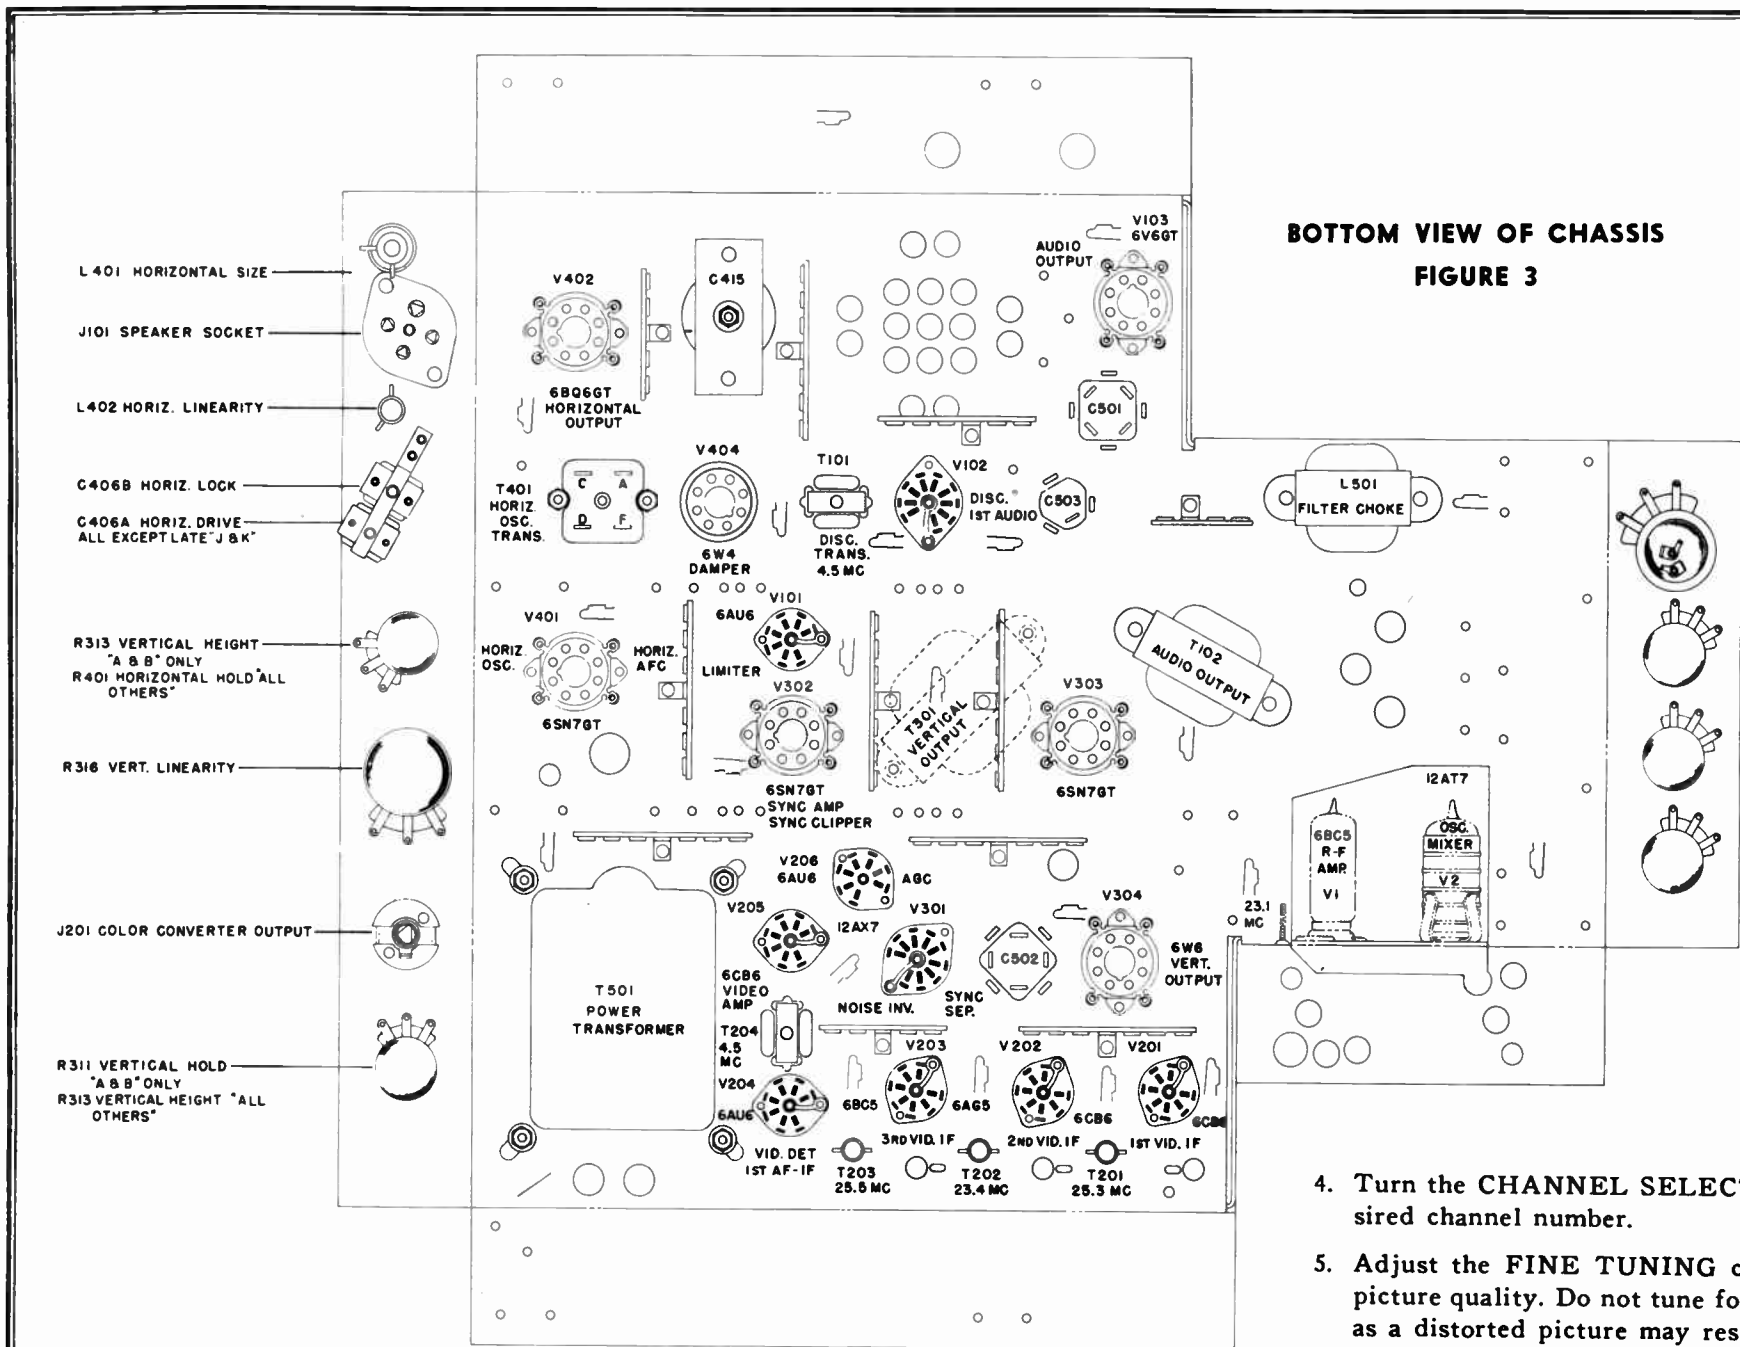 BOTTOM VIEW OF CHASSIS
FIGURE 3
L401 HORIZONTAL SIZE
J101 SPEAKER SOCKET
L402 HORIZ. LINEARITY
C406B HORIZ. LOCK
C406A HORIZ. DRIVE
ALL EXCEPT LATE "J & K"
R313 VERTICAL HEIGHT
"A & B" ONLY
R401 HORIZONTAL HOLD "ALL
OTHERS"
R316 VERT. LINEARITY
J201 COLOR CONVERTER OUTPUT
R311 VERTICAL HOLD
"A & B" ONLY
R313 VERTICAL HEIGHT "ALL
OTHERS"
V402
6BQ6GT
HORIZONTAL
OUTPUT
C415
V103
6V6GT
AUDIO
OUTPUT
C501
T401
HORIZ.
OSC.
TRANS.
C
A
D
F
V404
6W4
DAMPER
T101
DISC.
TRANS.
4.5 MC
V102
DISC.
1ST AUDIO
C503
L501
FILTER CHOKE
V401
HORIZ.
OSC.
HORIZ.
AFC
6SN7GT
V101
6AU6
LIMITER
V302
6SN7GT
SYNC AMP
SYNC CLIPPER
T301
VERTICAL
OUTPUT
V303
6SN7GT
T102
AUDIO OUTPUT
12AT7
6BC5
R-F
AMP.
V1
OSC.
MIXER
V2
23.1
MC
V206
6AU6
AGC
V205
6CB6
VIDEO
AMP
12AX7
V301
NOISE INV.
SYNC
SEP.
C502
V304
6W6
VERT.
OUTPUT
T501
POWER
TRANSFORMER
T204
4.5
MC
V204
6AU6
VID. DET
1ST AF-IF
V203
6BC5
3RD VID. IF
V202
6AG5
2ND VID. IF
V201
6CB6
6CB6
1ST VID. IF
T203
25.5 MC
T202
23.4 MC
T201
25.3 MC
4. Turn the CHANNEL SELEC
sired channel number.
5. Adjust the FINE TUNING
picture quality. Do not tune fo
as a distorted picture may res